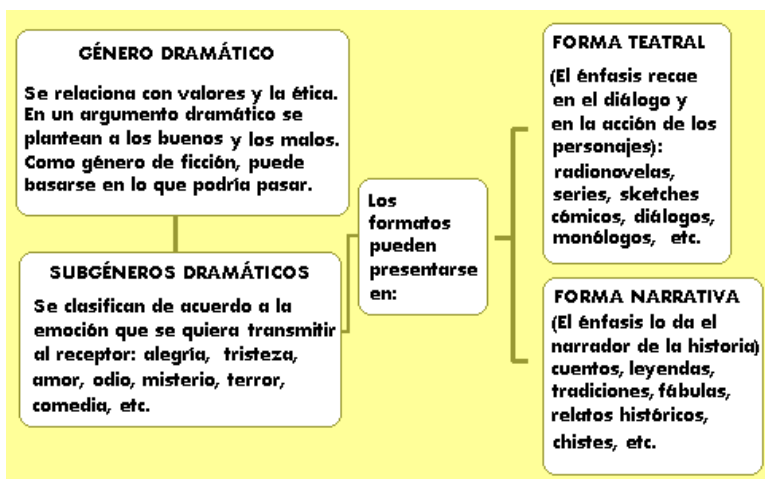 GÉNERO DRAMÁTICO
Se relaciona con valores y la ética.
En un argumento dramático se
plantean a los buenos y los malos.
Como género de ficción, puede
basarse en lo que podría pasar.
SUBGÉNEROS DRAMÁTICOS
Se clasifican de acuerdo a la
emoción que se quiera transmitir
al receptor: alegría, tristeza,
amor, odio, misterio, terror,
comedia, etc.
Los
formatos
pueden
presentarse
en:
FORMA TEATRAL
(El énfasis recae
en el diálogo y
en la acción de los
personajes):
radionovelas,
series, sketches
cómicos, diálogos,
monólogos, etc.
FORMA NARRATIVA
(El énfasis lo da el
narrador de la historia)
cuentos, leyendas,
tradiciones, fábulas,
relatos históricos,
chistes, etc.